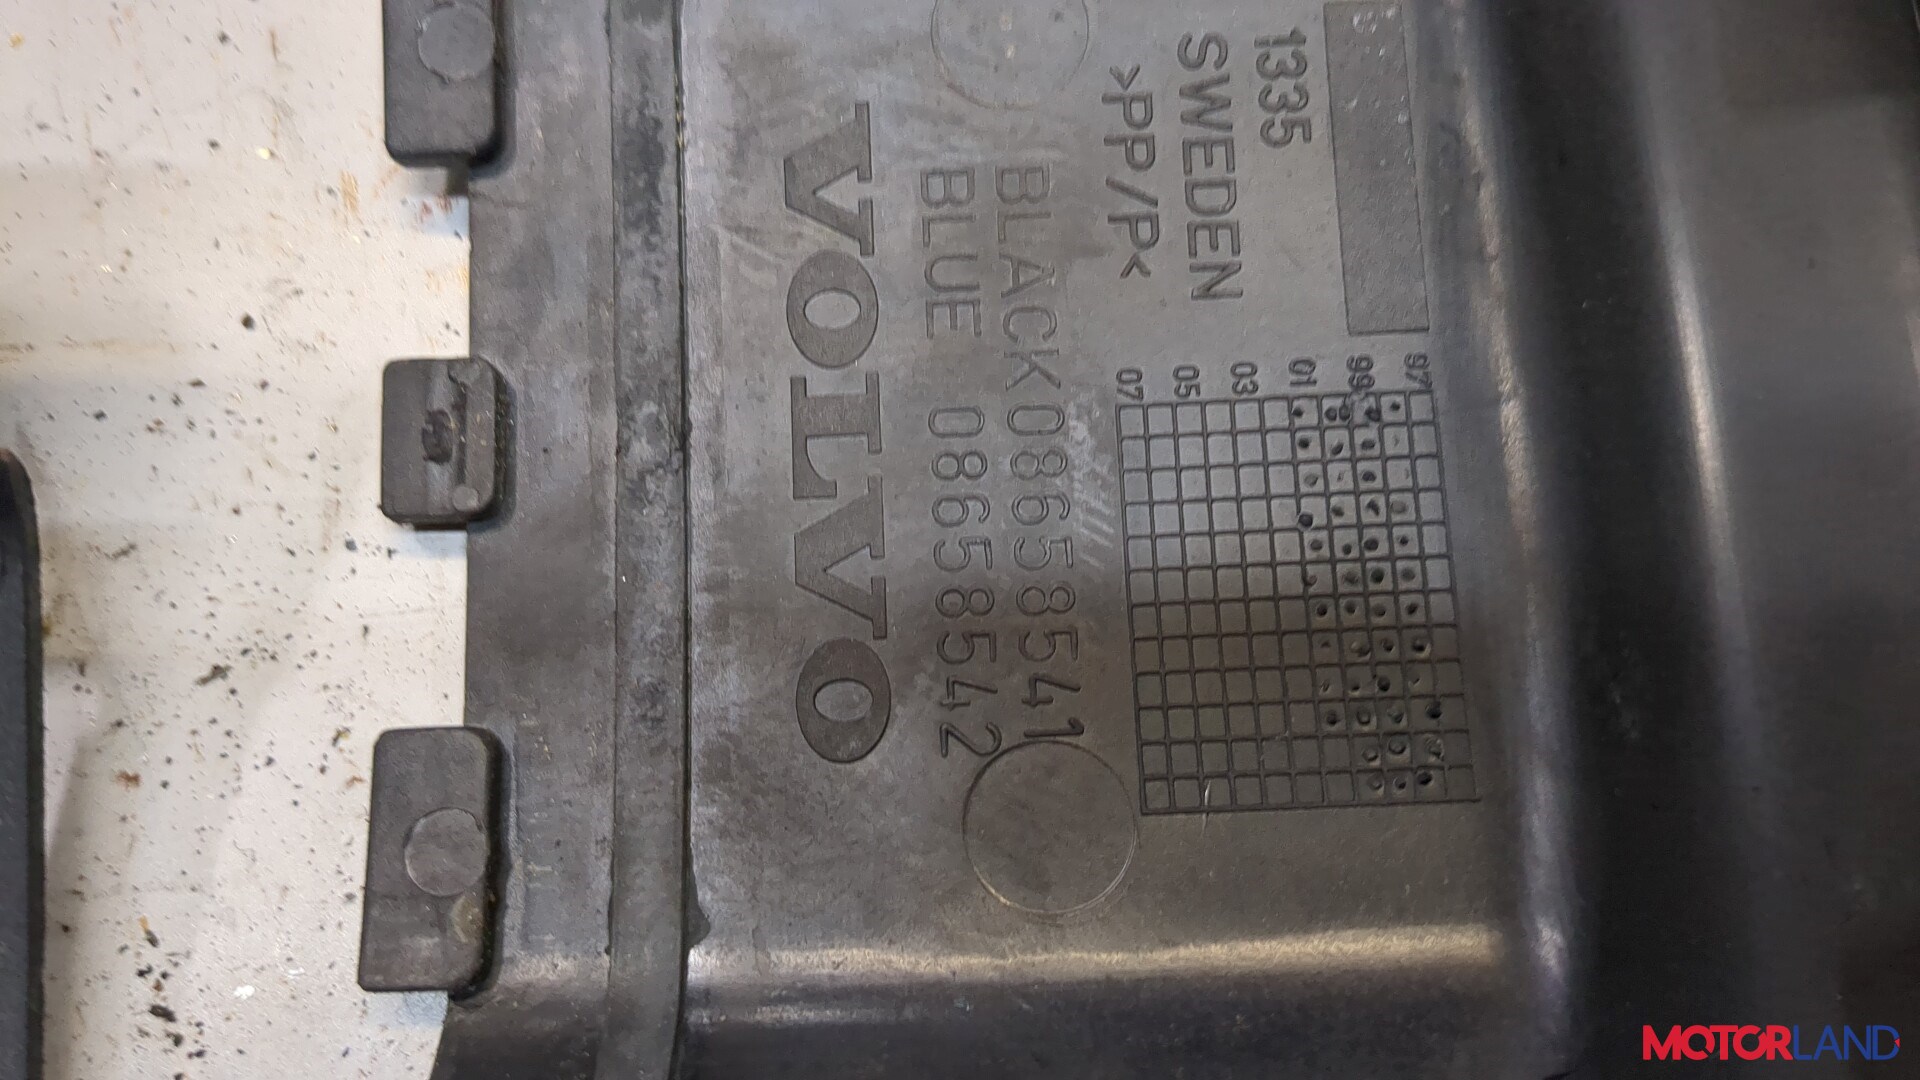 1335
SWEDEN
>PP/P<
BLACK 08658541
BLUE 08658542
VOLVO
97 99 01 03 05 07
MOTORLAND